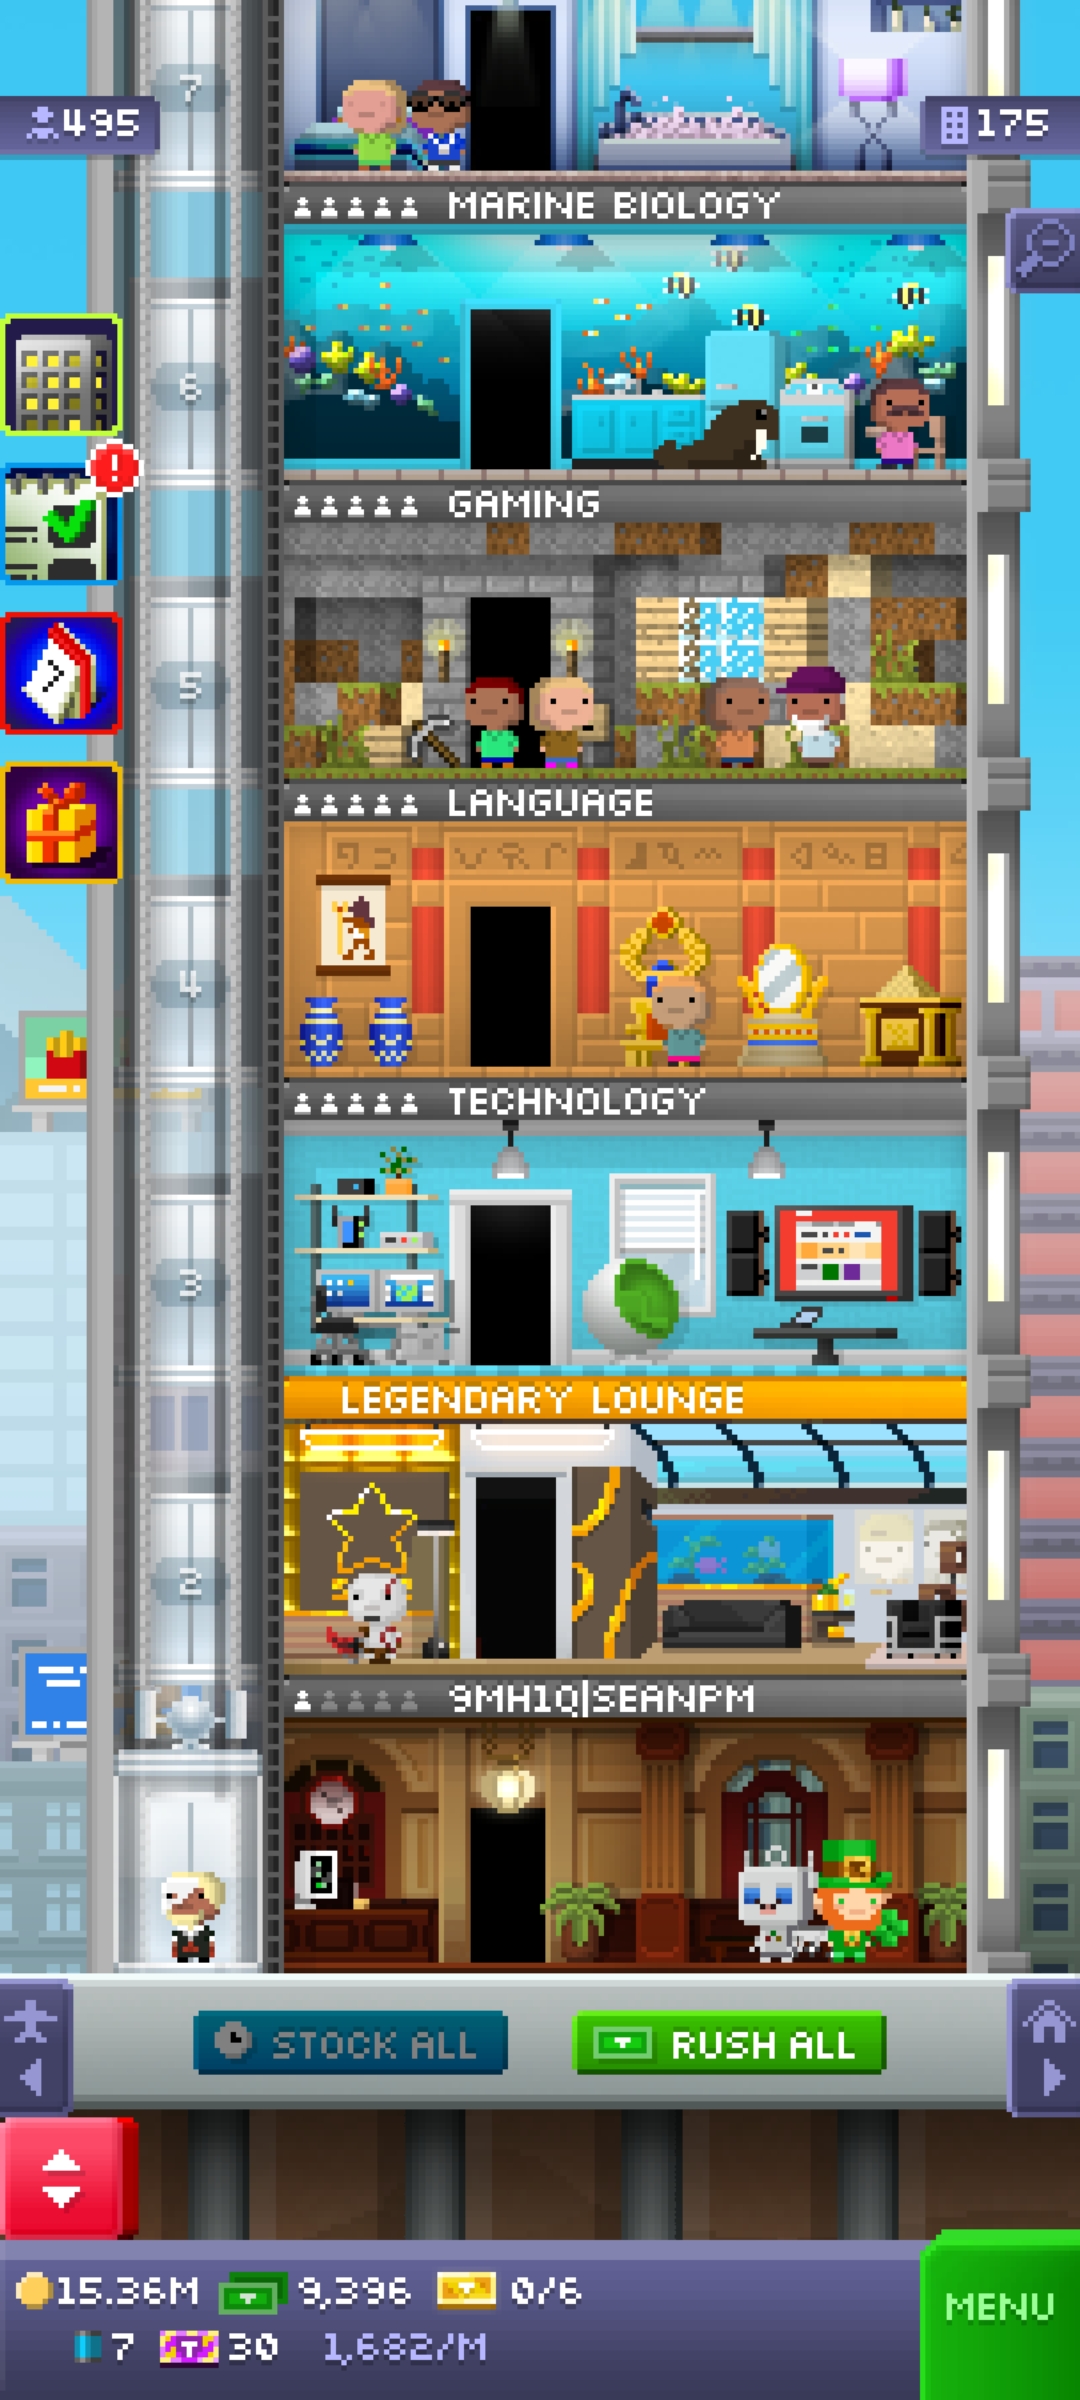 7
495
175
MARINE BIOLOGY
6
GAMING
5
LANGUAGE
4
TECHNOLOGY
3
LEGENDARY LOUNGE
2
9MH1Q|SEANPM
STOCK ALL
RUSH ALL
15.36M 9,396 0/6
MENU
7 30 1,682/M